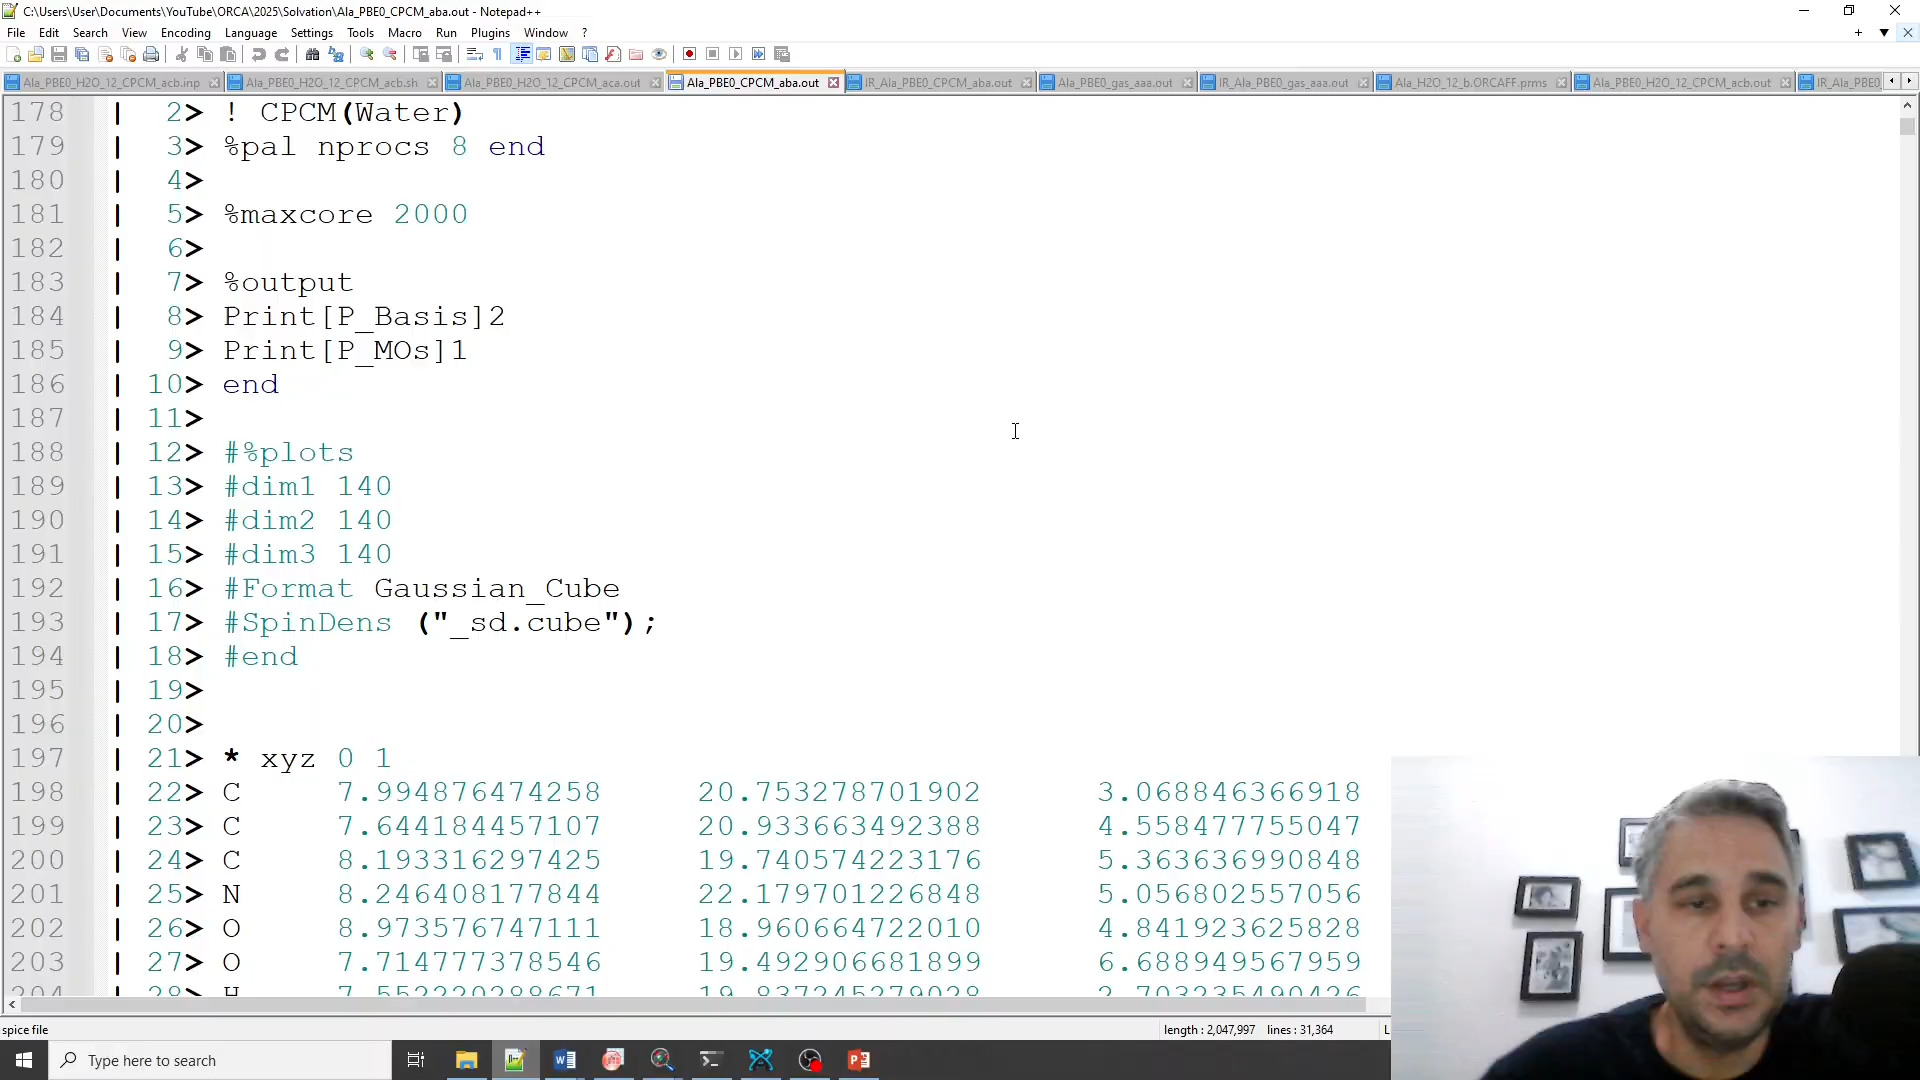 C:\Users\User\Documents\YouTube\ORCA\2025\Solvation\Ala_PBE0_CPCM_aba.out - Notepad++
File Edit Search View Encoding Language Settings Tools Macro Run Plugins Window ?
Ala_PBE0_H2O_12_CPCM_acb.inp Ala_PBE0_H2O_12_CPCM_acb.sh Ala_PBE0_H2O_12_CPCM_aca.out Ala_PBE0_CPCM_aba.out IR_Ala_PBE0_CPCM_aba.out Ala_PBE0_gas_aaa.out IR_Ala_PBE0_gas_aaa.out Ala_H2O_12_b.ORCAFF.prms Ala_PBE0_H2O_12_CPCM_acb.out IR_Ala_PBE0
178 | 2> ! CPCM(Water)
179 | 3> %pal nprocs 8 end
180 | 4>
181 | 5> %maxcore 2000
182 | 6>
183 | 7> %output
184 | 8> Print[P_Basis]2
185 | 9> Print[P_MOs]1
186 | 10> end
187 | 11>
188 | 12> #%plots
189 | 13> #dim1 140
190 | 14> #dim2 140
191 | 15> #dim3 140
192 | 16> #Format Gaussian_Cube
193 | 17> #SpinDens ("_sd.cube");
194 | 18> #end
195 | 19>
196 | 20>
197 | 21> * xyz 0 1
198 | 22> C 7.994876474258 20.753278701902 3.068846366918
199 | 23> C 7.644184457107 20.933663492388 4.558477755047
200 | 24> C 8.193316297425 19.740574223176 5.363636990848
201 | 25> N 8.246408177844 22.179701226848 5.056802557056
202 | 26> O 8.973576747111 18.960664722010 4.841923625828
203 | 27> O 7.714777378546 19.492906681899 6.688949567959
204 | 28> H 7.552220288671 19.837245279028 2.703235490426
spice file length : 2,047,997 lines : 31,364 L
Type here to search